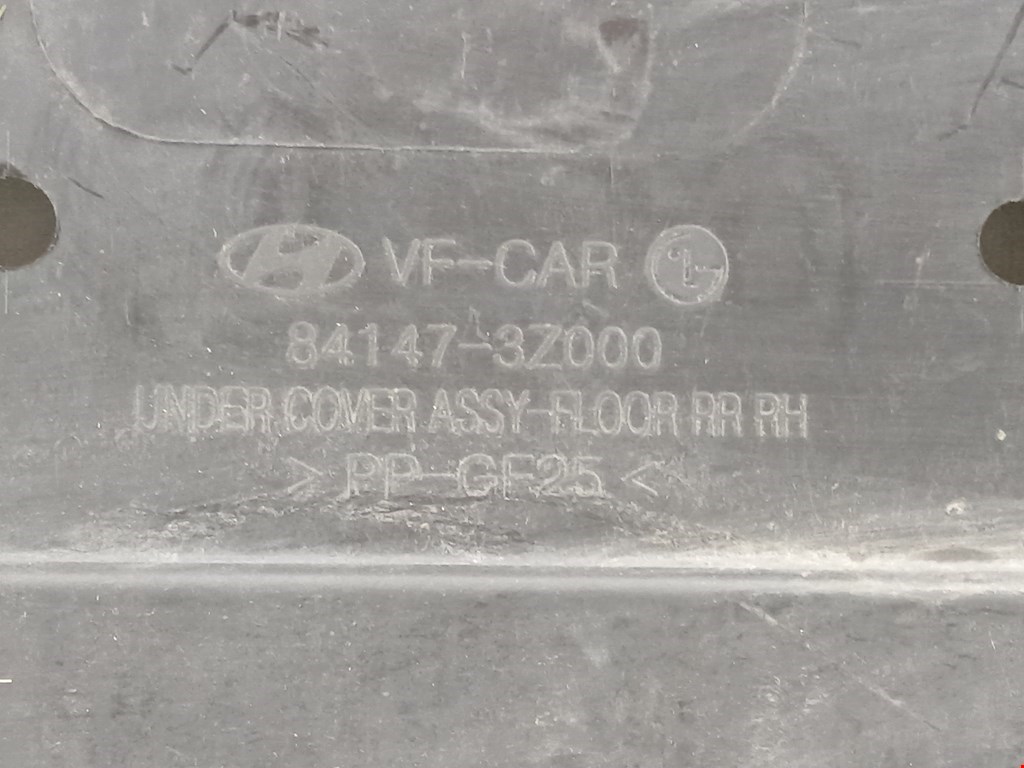 VF-CAR
84147-3Z000
UNDER COVER ASSY-FLOOR RR RH
> PP-GF25 <